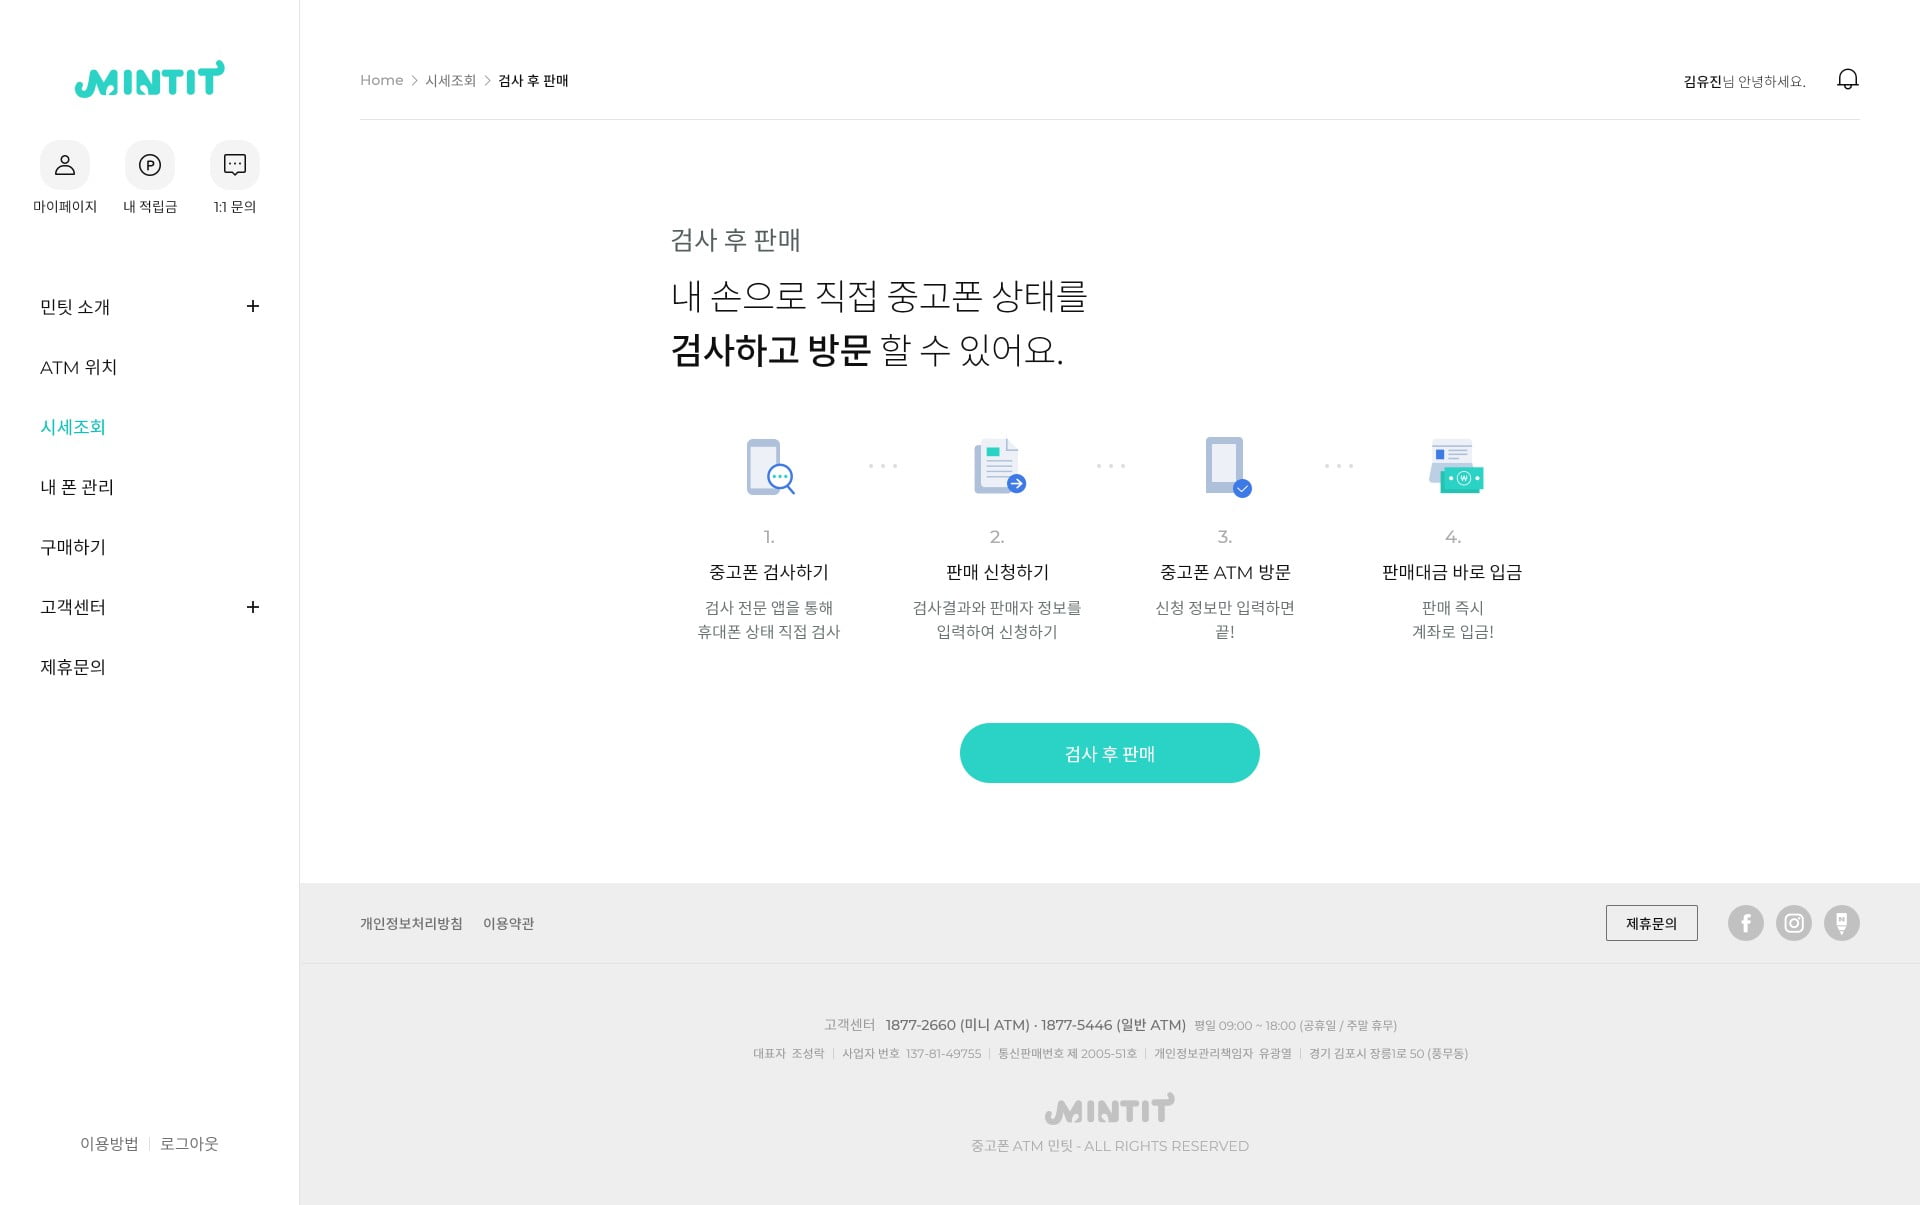 MINTIT
마이페이지
내 적립금
1:1 문의
민팃 소개
ATM 위치
시세조회
내 폰 관리
구매하기
고객센터
제휴문의
이용방법
로그아웃
Home > 시세조회 > 검사 후 판매
김유진님 안녕하세요.
검사 후 판매
내 손으로 직접 중고폰 상태를
검사하고 방문 할 수 있어요.
1.
중고폰 검사하기
검사 전문 앱을 통해
휴대폰 상태 직접 검사
2.
판매 신청하기
검사결과와 판매자 정보를
입력하여 신청하기
3.
중고폰 ATM 방문
신청 정보만 입력하면
끝!
4.
판매대금 바로 입금
판매 즉시
계좌로 입금!
검사 후 판매
개인정보처리방침 이용약관
제휴문의
고객센터 1877-2660 (미니 ATM) · 1877-5446 (일반 ATM) 평일 09:00 ~ 18:00 (공휴일 / 주말 휴무)
대표자 조성락 | 사업자 번호 137-81-49755 | 통신판매번호 제 2005-51호 | 개인정보관리책임자 유광열 | 경기 김포시 장릉1로 50 (풍무동)
MINTIT
중고폰 ATM 민팃 - ALL RIGHTS RESERVED